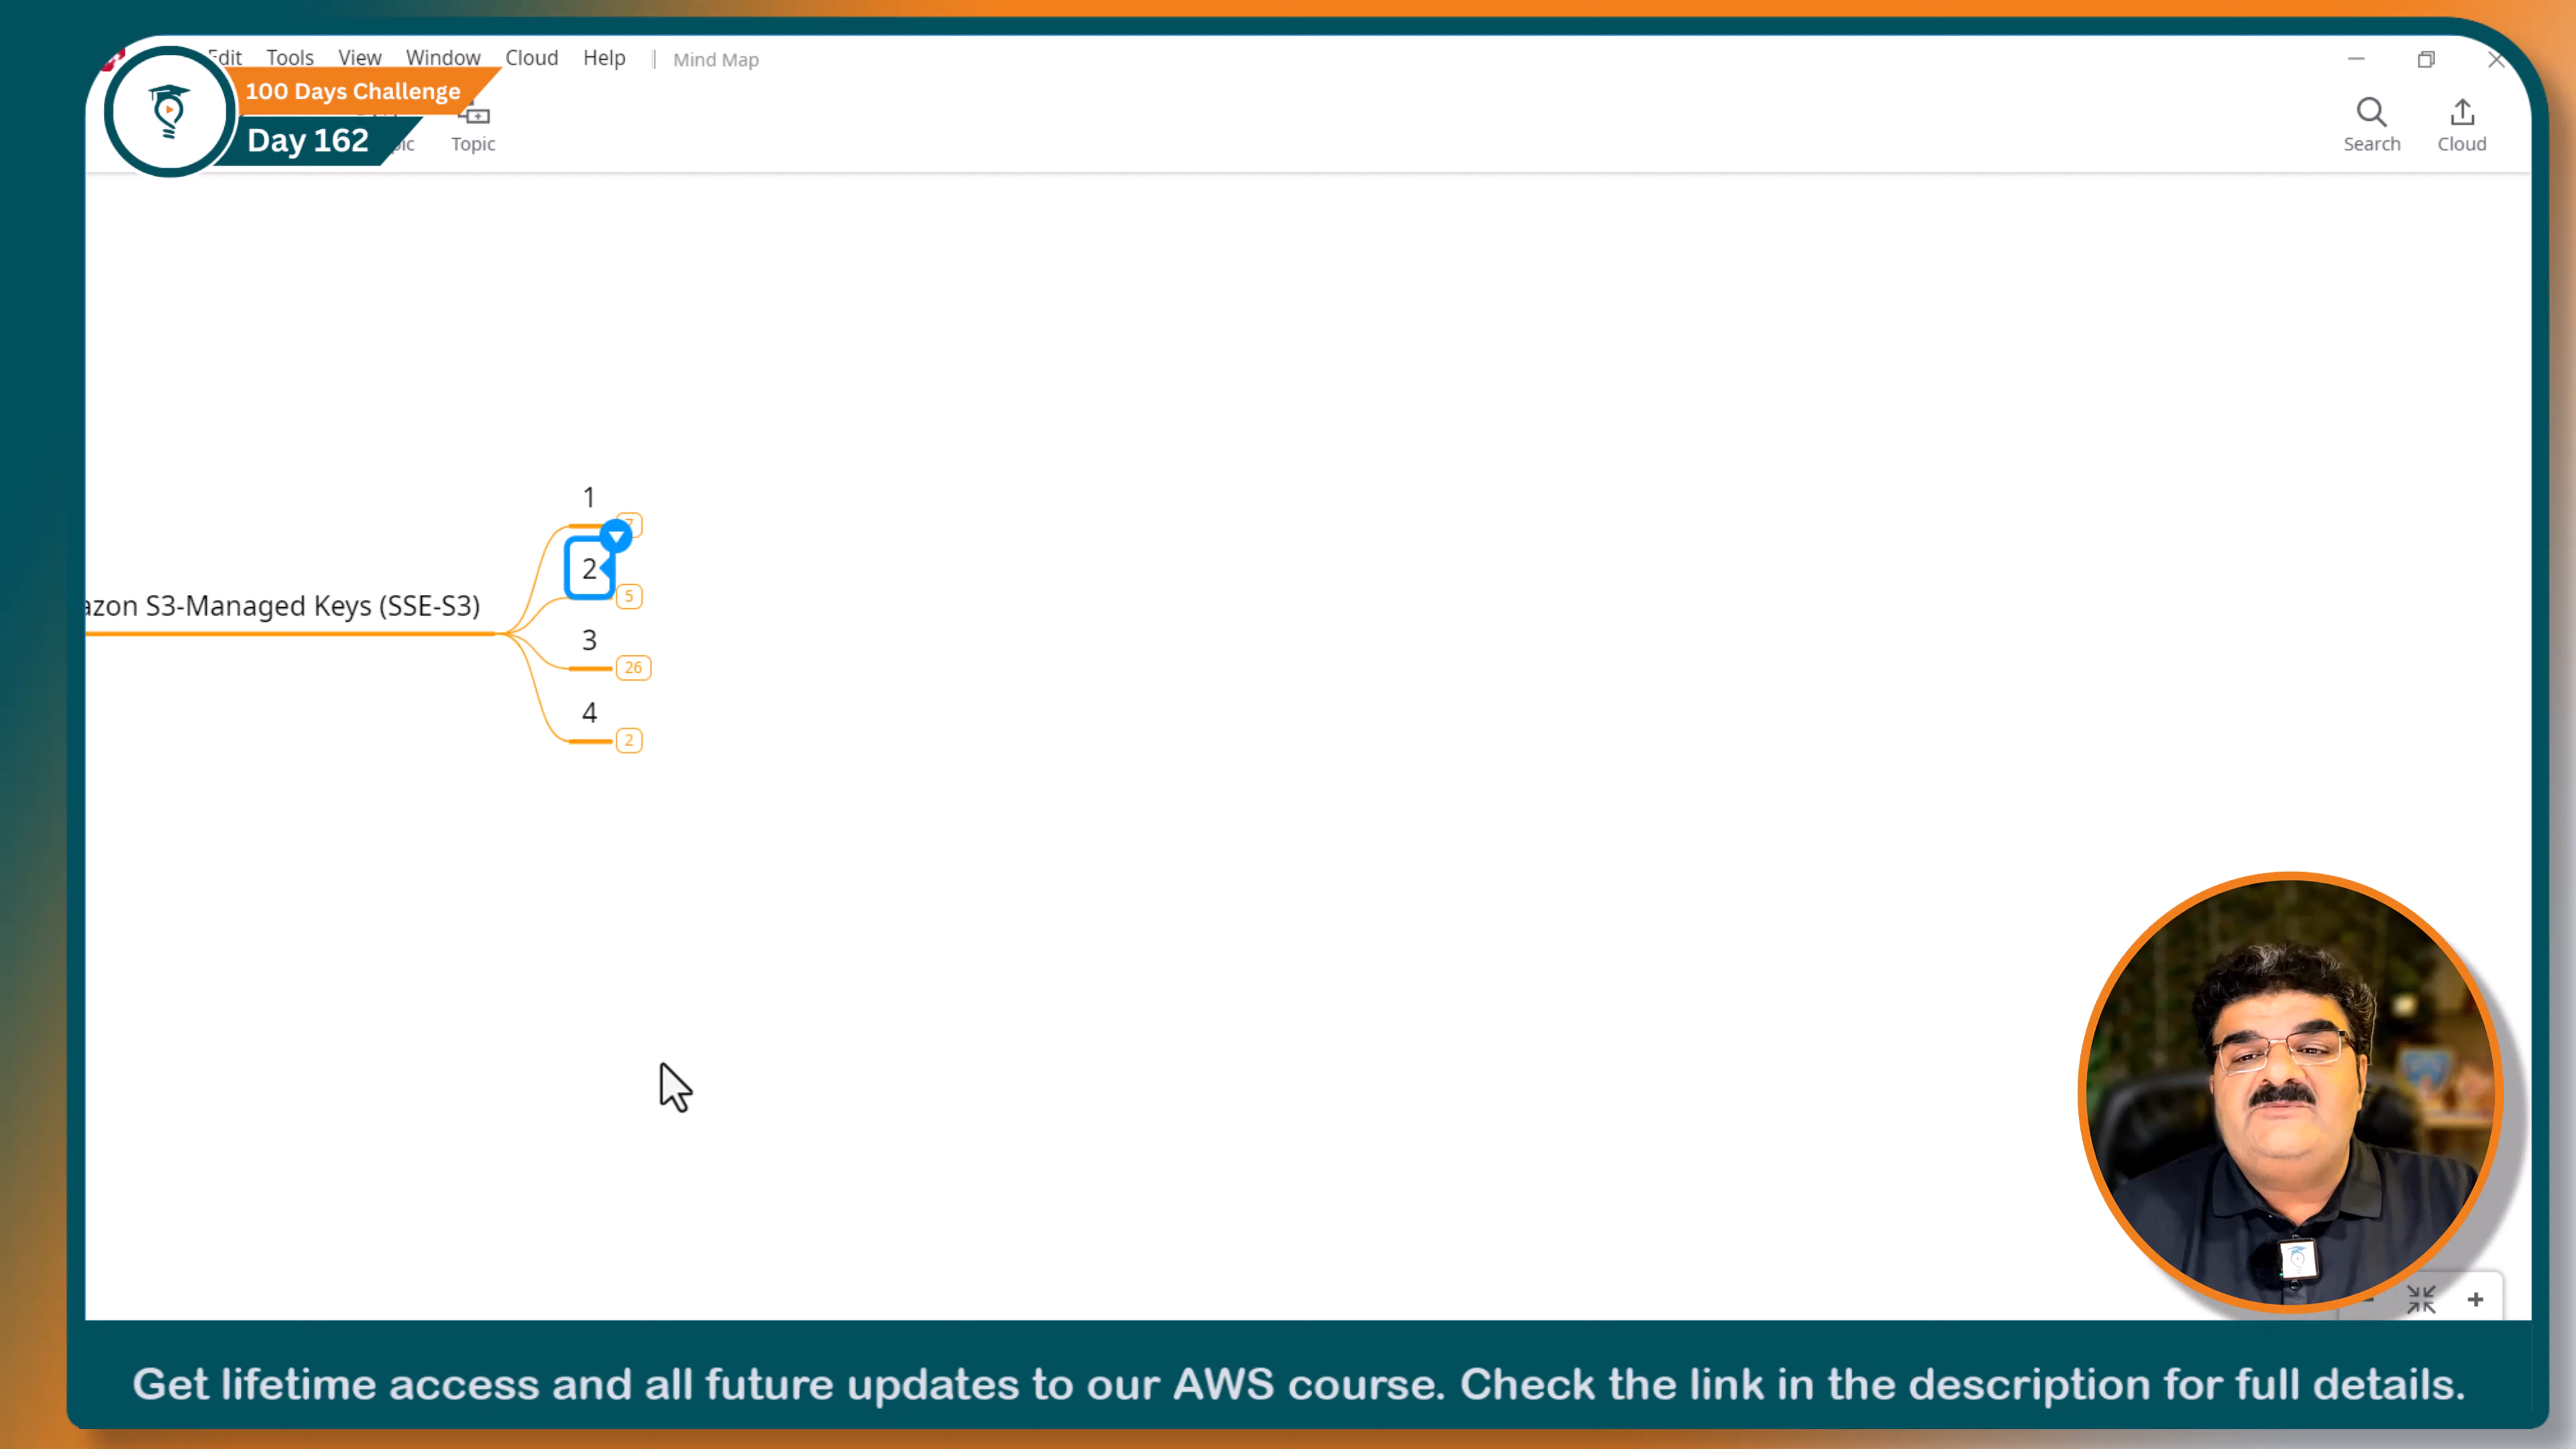 Edit Tools View Window Cloud Help | Mind Map
100 Days Challenge
Day 162
Topic
Search
Cloud
1
2
5
azon S3-Managed Keys (SSE-S3)
3
26
4
2
Get lifetime access and all future updates to our AWS course. Check the link in the description for full details.